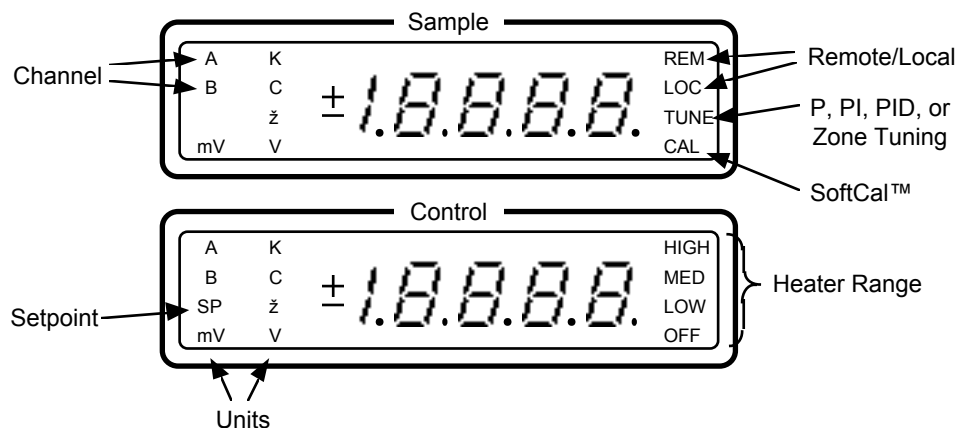 Sample
A K REM
B C LOC
ž TUNE
mV V CAL
±1.8.8.8.8.
Channel
Remote/Local
P, PI, PID, or
Zone Tuning
SoftCal™
Control
A K HIGH
B C MED
SP ž LOW
mV V OFF
±1.8.8.8.8.
Setpoint
Heater Range
Units